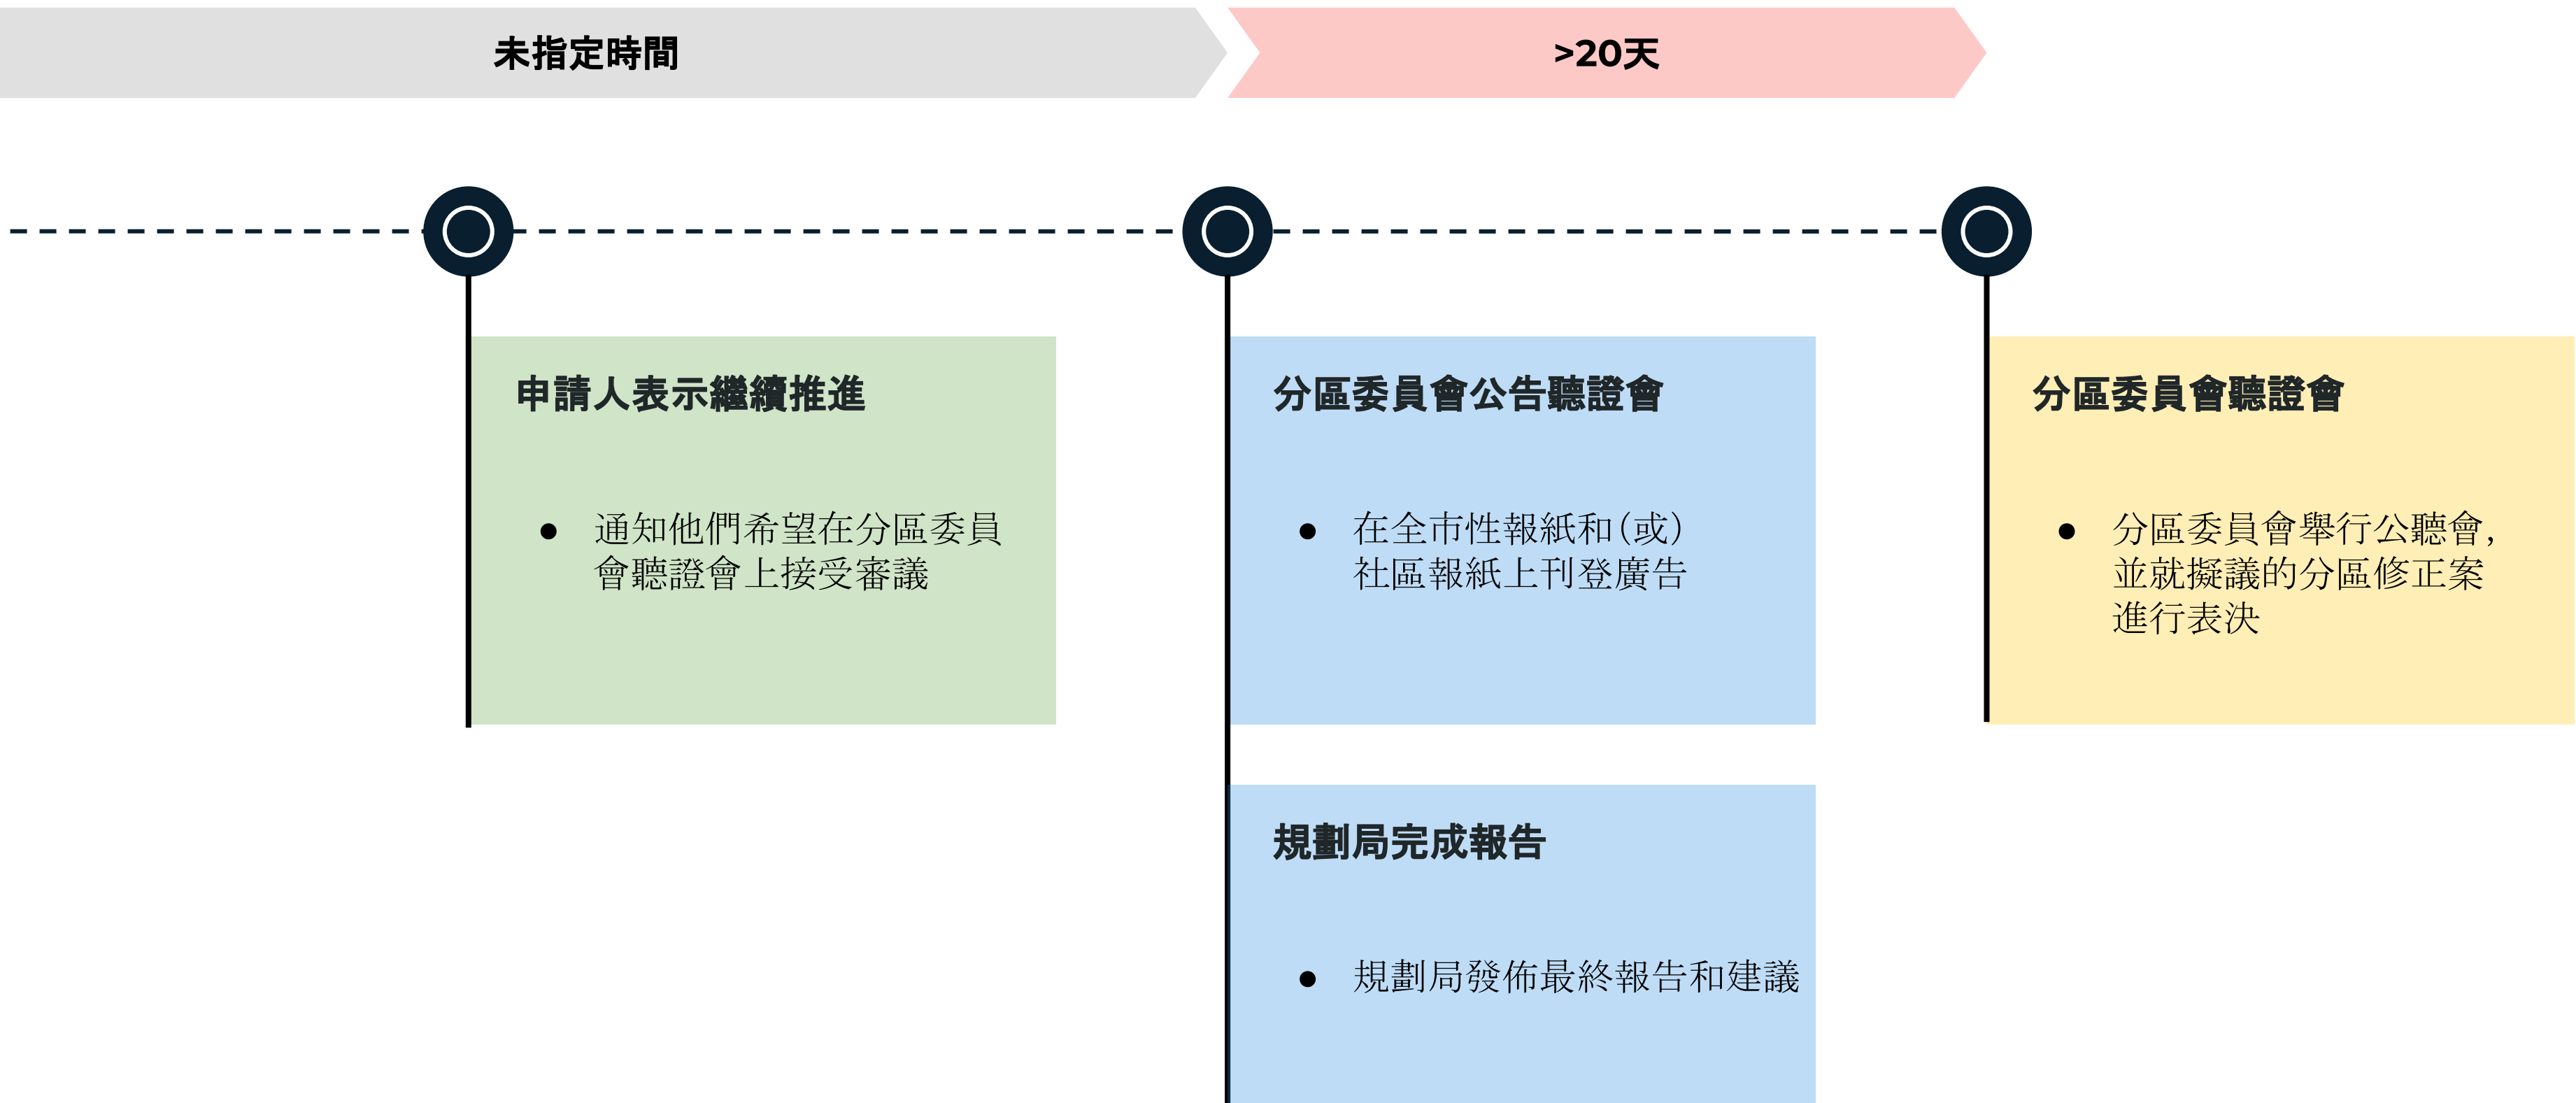 未指定時間
>20天
申請人表示繼續推進
● 通知他們希望在分區委員
會聽證會上接受審議
分區委員會公告聽證會
● 在全市性報紙和(或)
社區報紙上刊登廣告
規劃局完成報告
● 規劃局發佈最終報告和建議
分區委員會聽證會
● 分區委員會舉行公聽會,
並就擬議的分區修正案
進行表決